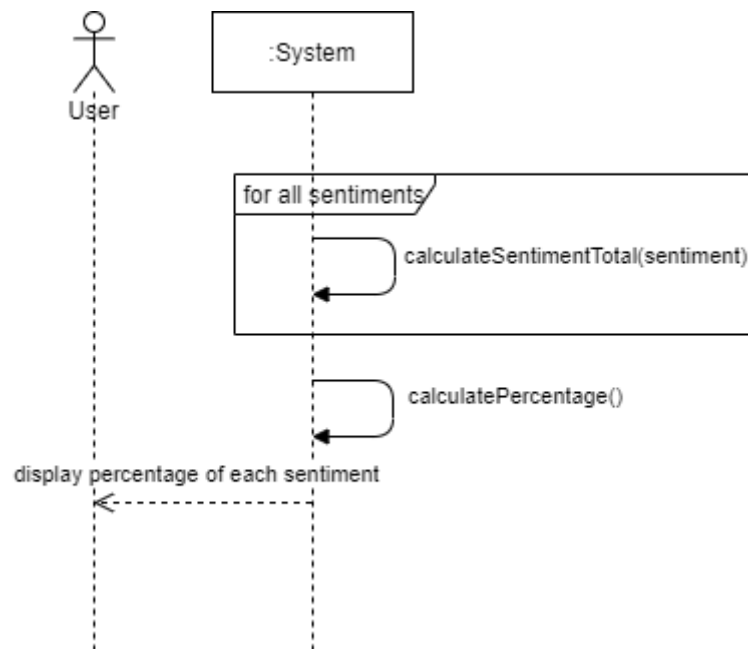 :System
User
for all sentiments
calculateSentimentTotal(sentiment)
calculatePercentage()
display percentage of each sentiment